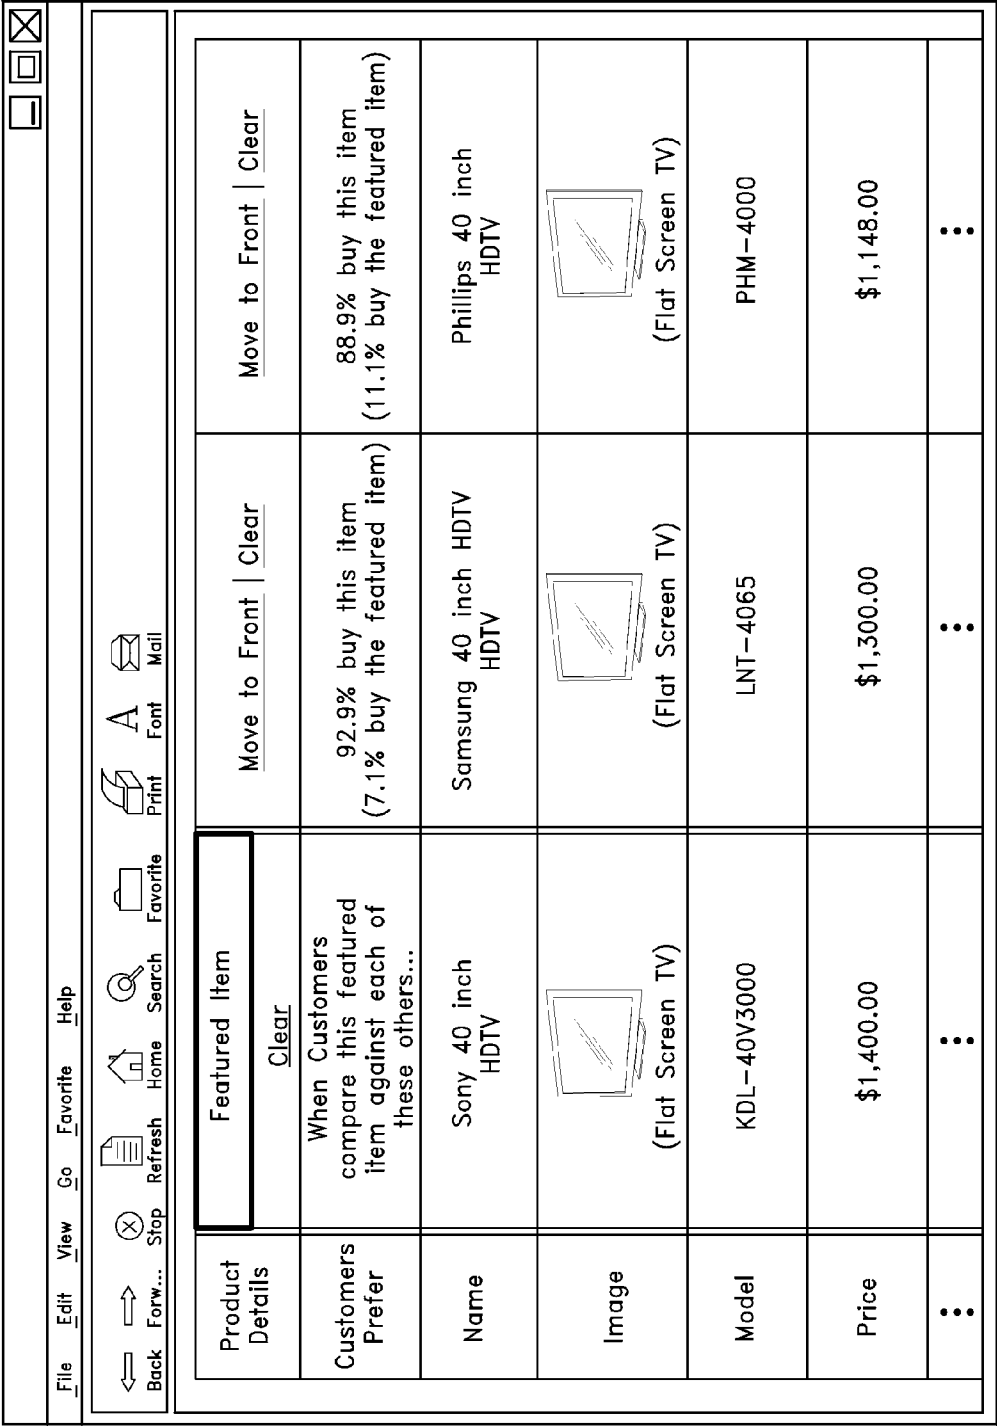 File Edit View Go Favorite Help
Back Forw... Stop Refresh Home Search Favorite Print Font Mail
Product
Details
Featured Item
Clear
Move to Front | Clear
Move to Front | Clear
Customers
Prefer
When Customers
compare this featured
item against each of
these others...
92.9% buy this item
(7.1% buy the featured item)
88.9% buy this item
(11.1% buy the featured item)
Name
Sony 40 inch
HDTV
Samsung 40 inch HDTV
HDTV
Phillips 40 inch
HDTV
Image
(Flat Screen TV)
(Flat Screen TV)
(Flat Screen TV)
Model
KDL-40V3000
LNT-4065
PHM-4000
Price
$1,400.00
$1,300.00
$1,148.00